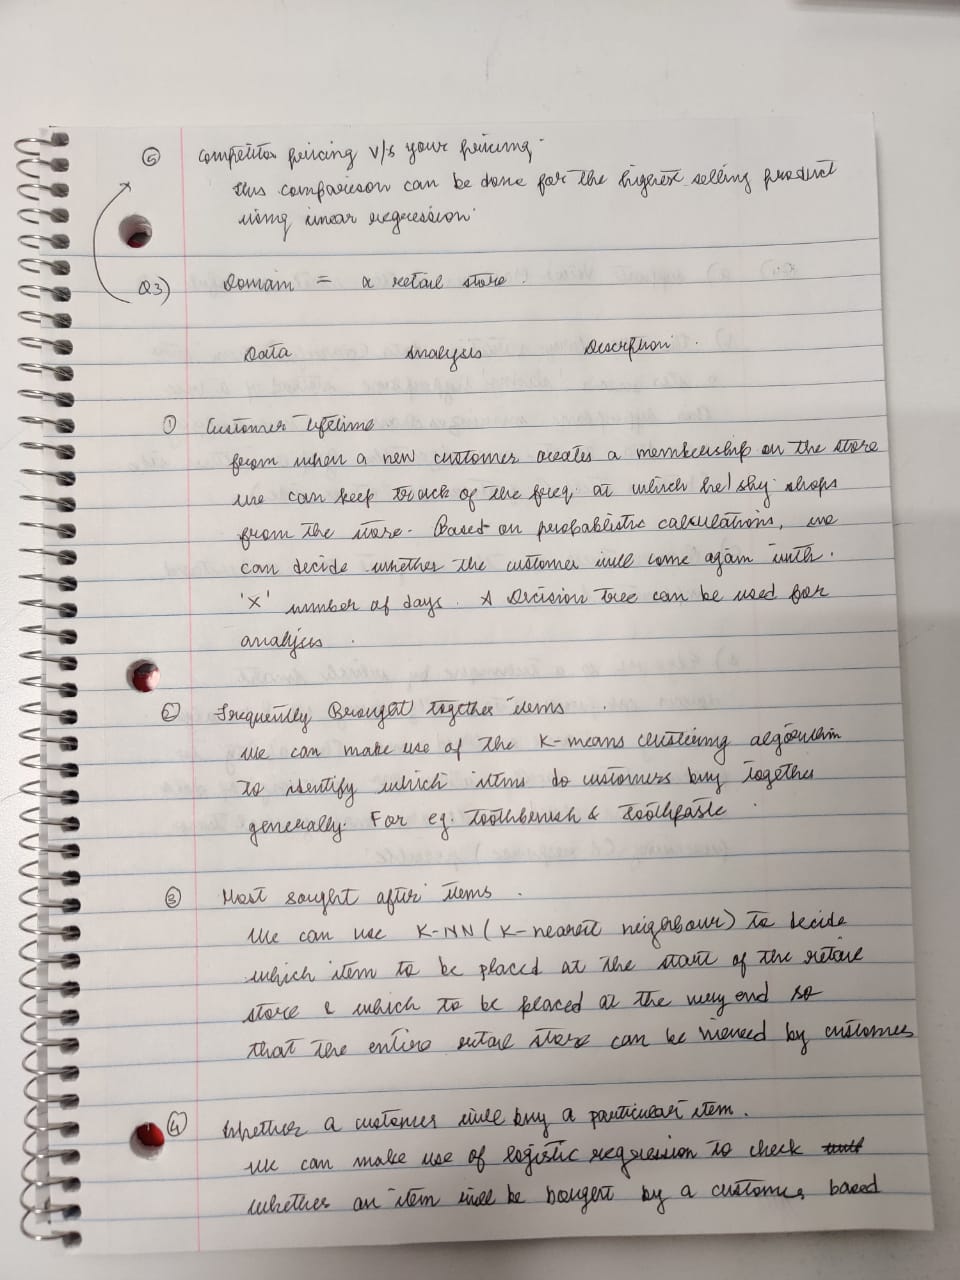 ⑤ Competitor pricing v/s your pricing.
this comparison can be done for the highest selling product
using linear regression.
Q3) Domain = a retail store.
Data Analysis Description.
① Customer lifetime
from when a new customer creates a membership on the store
we can keep track of the freq. at which he/shy shops
from the store. Based on probabilistic calculations, we
can decide whether the customer will come again with.
'X' number of days. A Decision Tree can be used for
analysis.
② Frequently Brought together items.
We can make use of the K-means clustering algorithm
to identify which items do customers buy together
generally. For eg. Toothbrush & Toothpaste.
③ Most sought after items.
We can use K-NN (K-nearest neighbour) to decide
which item to be placed at the start of the retail
store & which to be placed at the very end so
that the entire retail store can be viewed by customers
④ Whether a customer will buy a particular item.
We can make use of logistic regression to check
whether an item will be bought by a customer, based